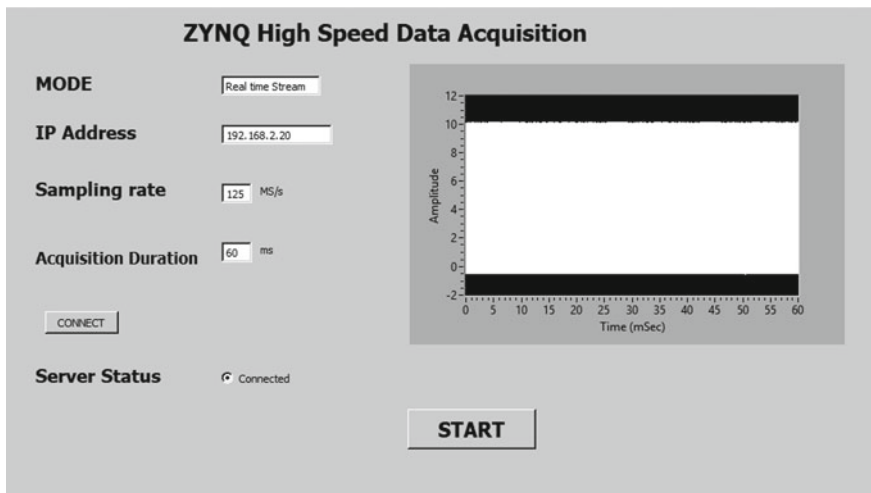 ZYNQ High Speed Data Acquisition
MODE
Real time Stream
IP Address
192.168.2.20
Sampling rate
125 MS/s
Acquisition Duration
60 ms
CONNECT
Server Status
Connected
START
Amplitude
12
10
8
6
4
2
0
-2
0 5 10 15 20 25 30 35 40 45 50 55 60
Time (mSec)